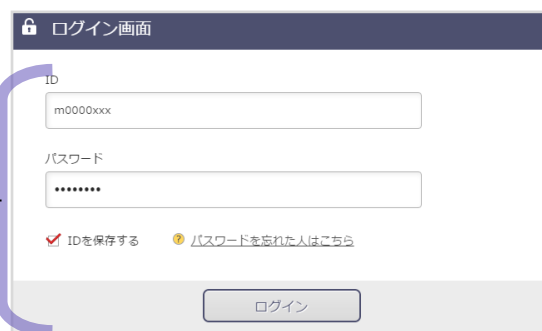 ログイン画面
ID
m0000xxx
パスワード
••••••••
IDを保存する ? パスワードを忘れた人はこちら
ログイン